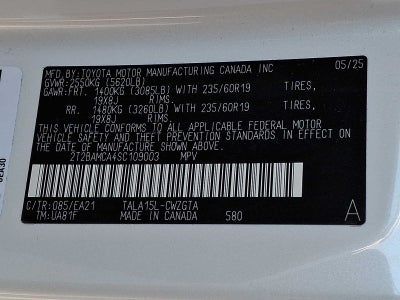 MFD. BY:TOYOTA MOTOR MANUFACTURING CANADA INC 05/25
GVWR:2550KG (5620LB)
GAWR:FRT. 1400KG (3085LB) WITH 235/60R19 TIRES,
19X8J RIMS.
RR. 1480KG (3260LB) WITH 235/60R19 TIRES,
19X8J RIMS.
THIS VEHICLE CONFORMS TO ALL APPLICABLE FEDERAL MOTOR
VEHICLE SAFETY AND THEFT PREVENTION STANDARDS IN EFFECT
ON THE DATE OF MANUFACTURE SHOWN ABOVE.
2T2BAMCA4SC109003 MPV
C/TR:085/EA21 TALA15L-CWZGTA
TM:UA81F 580 A